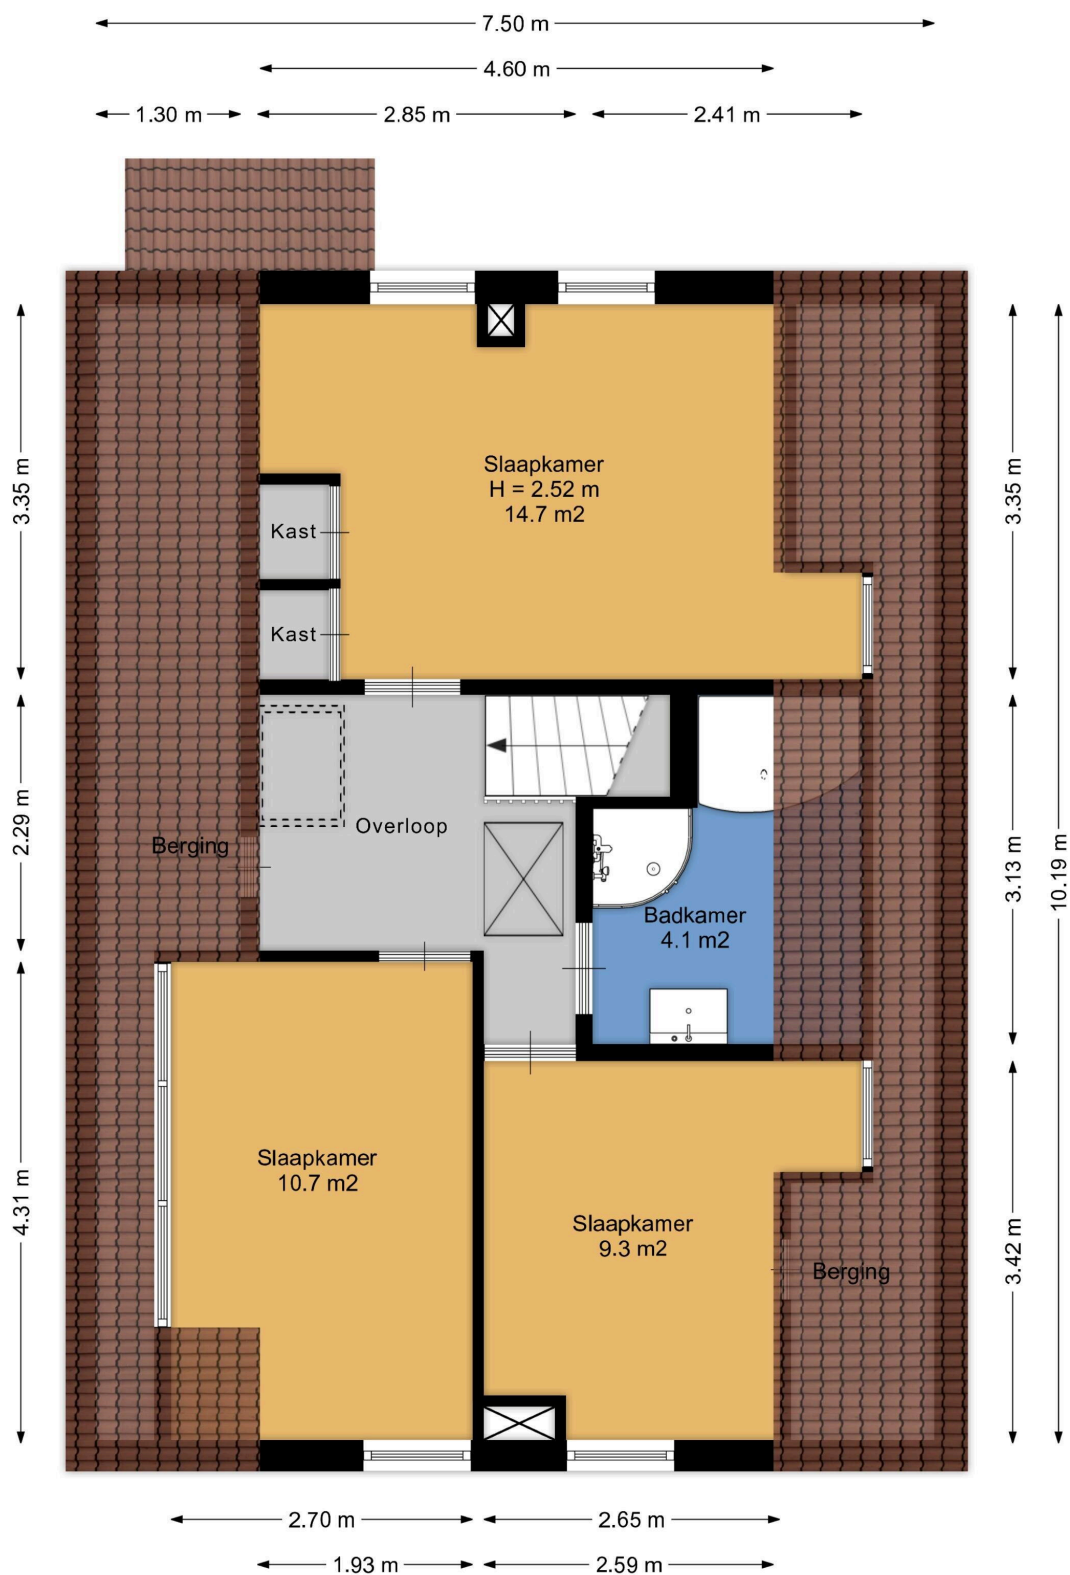 7.50 m
4.60 m
1.30 m
2.85 m
2.41 m
Slaapkamer
H = 2.52 m
14.7 m2
3.35 m
3.35 m
Kast
Kast
Overloop
Berging
2.29 m
3.13 m
10.19 m
Badkamer
4.1 m2
Slaapkamer
10.7 m2
4.31 m
Slaapkamer
9.3 m2
Berging
3.42 m
2.70 m
2.65 m
1.93 m
2.59 m